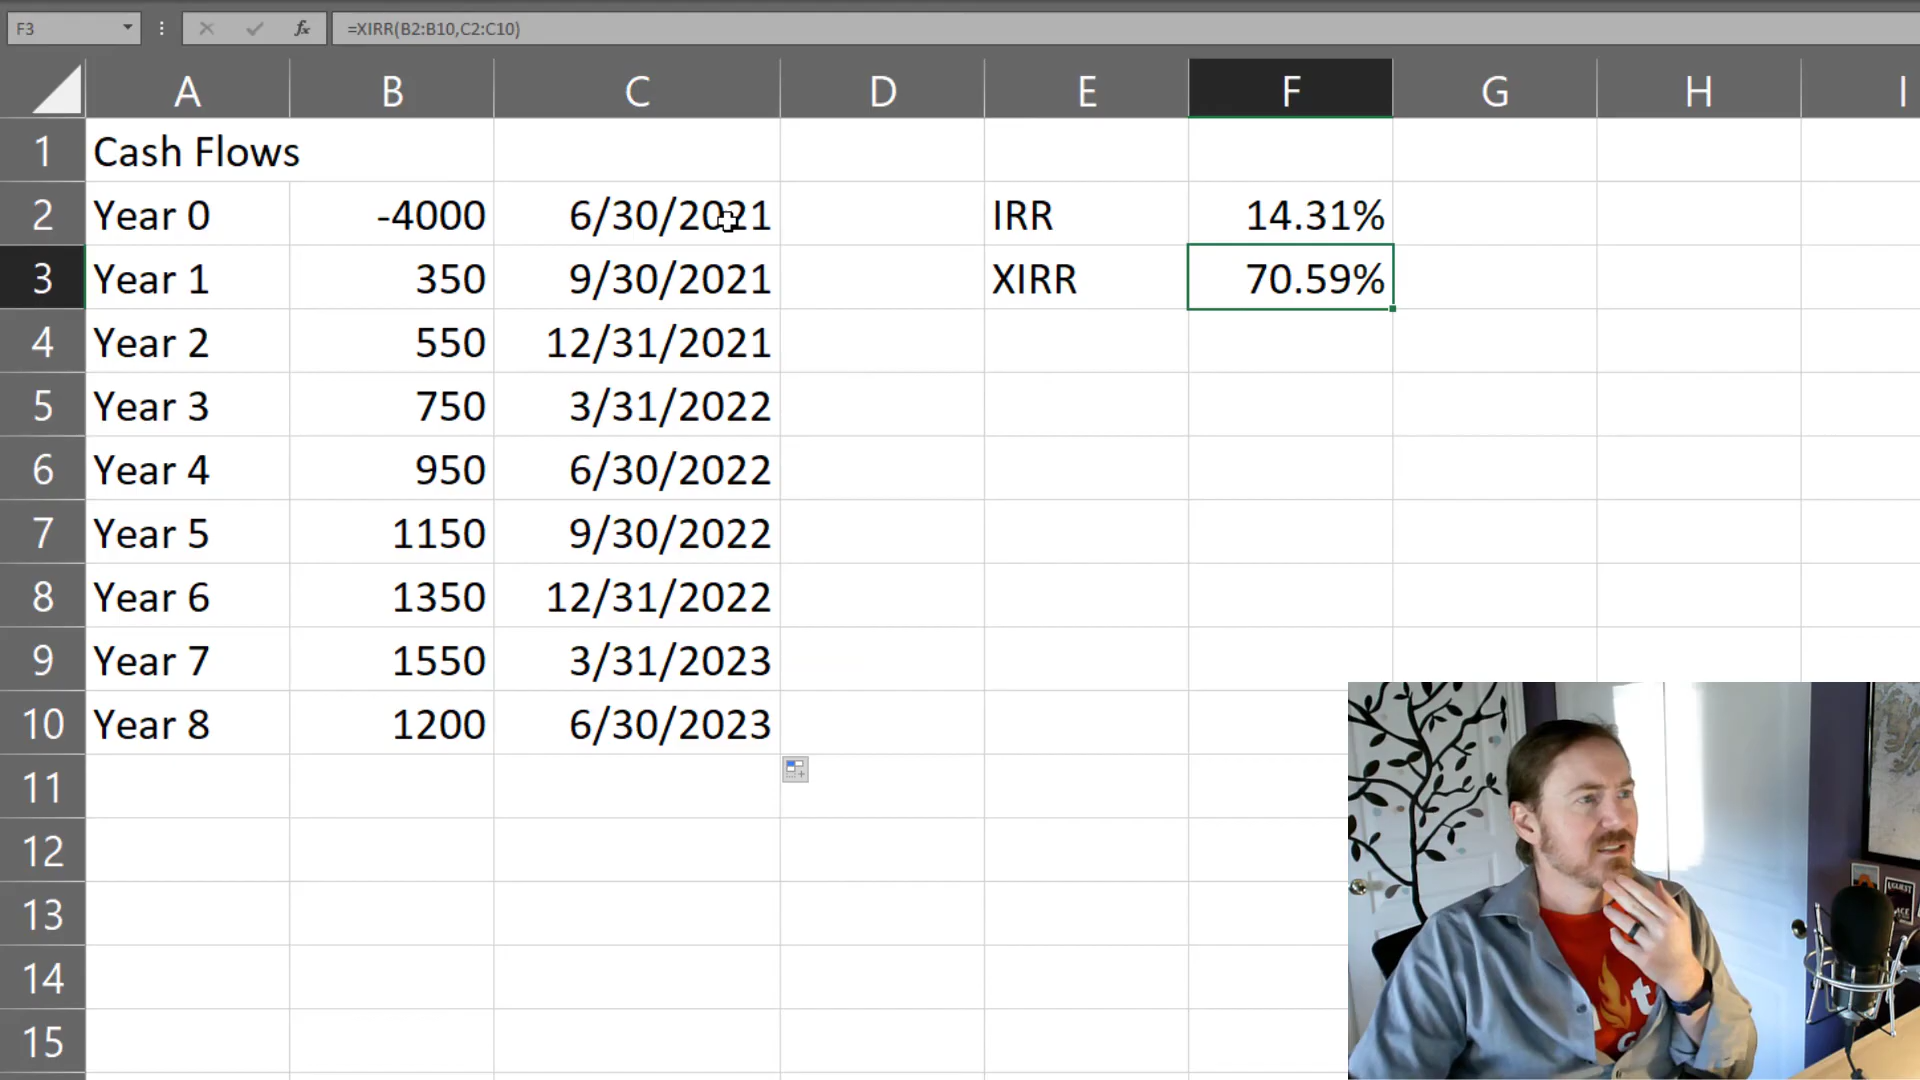 F3 fx =XIRR(B2:B10,C2:C10)
A B C D E F G H I
1 Cash Flows
2 Year 0 -4000 6/30/2021 IRR 14.31%
3 Year 1 350 9/30/2021 XIRR 70.59%
4 Year 2 550 12/31/2021
5 Year 3 750 3/31/2022
6 Year 4 950 6/30/2022
7 Year 5 1150 9/30/2022
8 Year 6 1350 12/31/2022
9 Year 7 1550 3/31/2023
10 Year 8 1200 6/30/2023
11
12
13
14
15